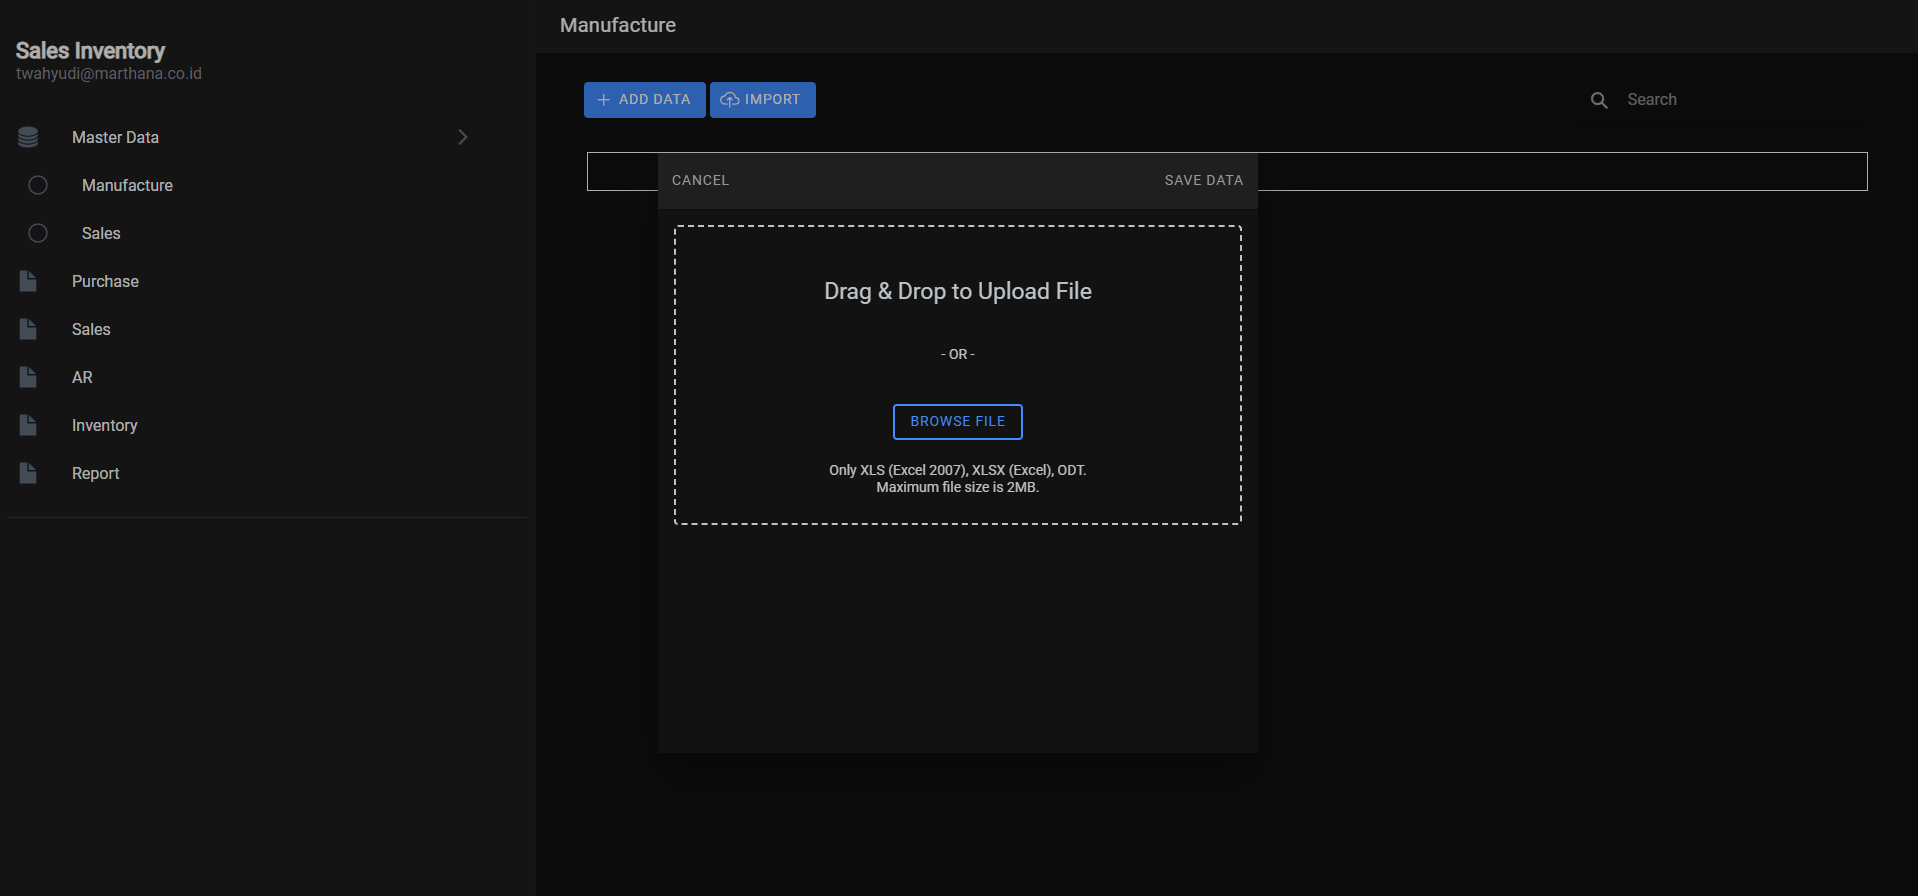 Sales Inventory
twahyudi@marthana.co.id
Master Data
Manufacture
Sales
Purchase
Sales
AR
Inventory
Report
Manufacture
ADD DATA
IMPORT
Search
CANCEL
SAVE DATA
Drag & Drop to Upload File
- OR -
BROWSE FILE
Only XLS (Excel 2007), XLSX (Excel), ODT.
Maximum file size is 2MB.